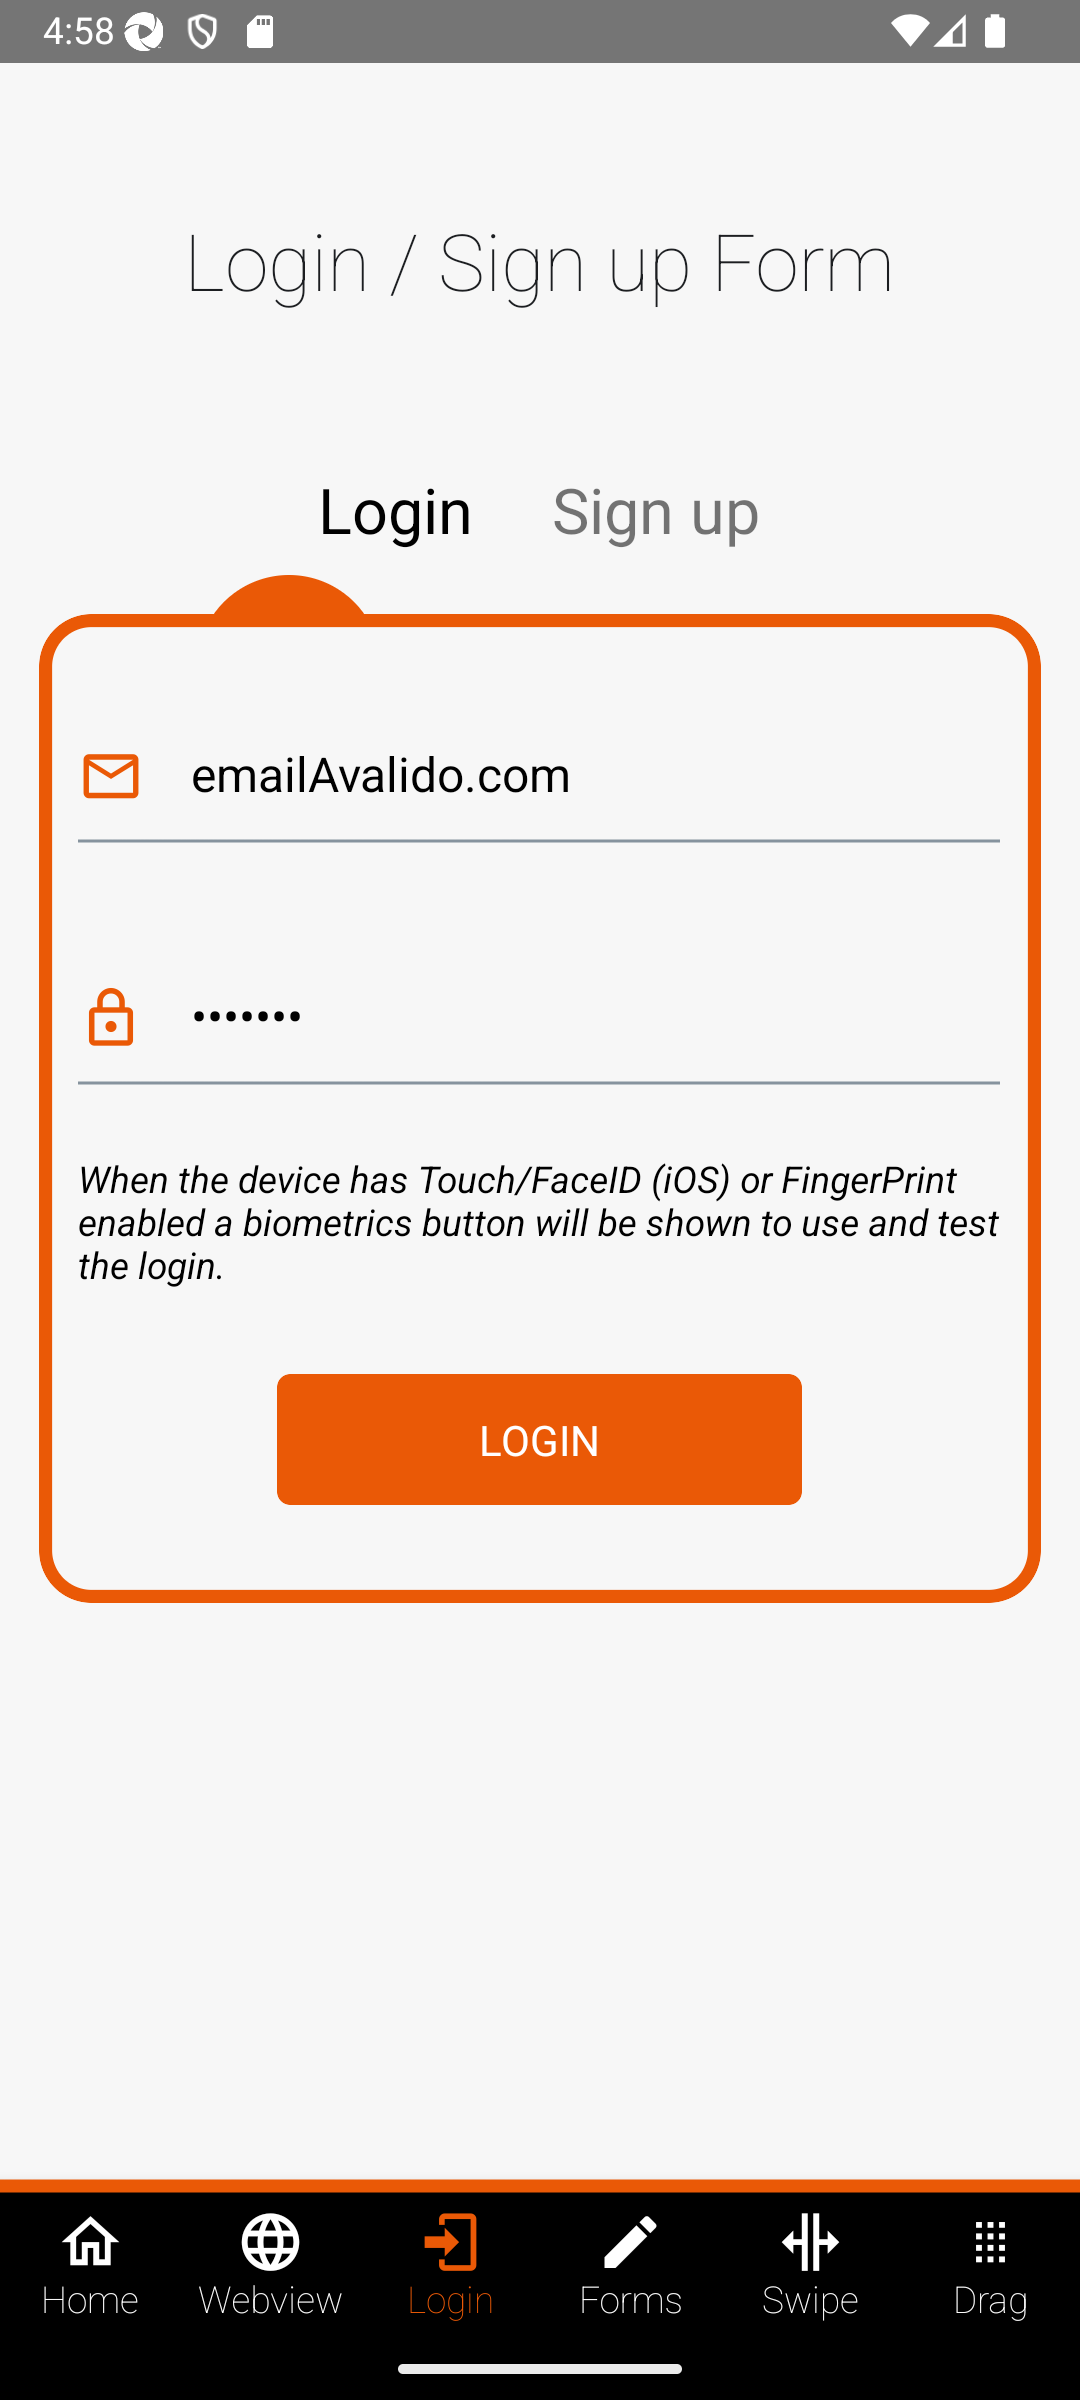 4:58
Login / Sign up Form
Login Sign up
emailAvalido.com
•••••••
When the device has Touch/FaceID (iOS) or FingerPrint
enabled a biometrics button will be shown to use and test
the login.
LOGIN
Home Webview Login Forms Swipe Drag